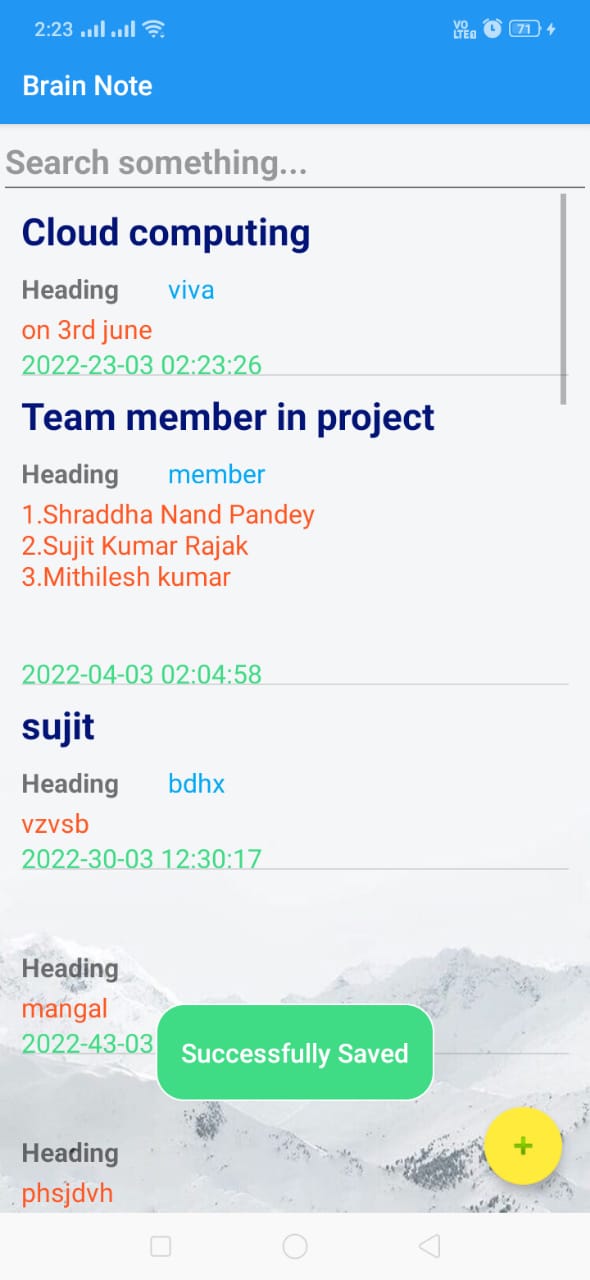 2:23 VO LTE 71
Brain Note
Search something...
Cloud computing
Heading viva
on 3rd june
2022-23-03 02:23:26
Team member in project
Heading member
1.Shraddha Nand Pandey
2.Sujit Kumar Rajak
3.Mithilesh kumar
2022-04-03 02:04:58
sujit
Heading bdhx
vzvsb
2022-30-03 12:30:17
Heading
mangal
2022-43-03
Successfully Saved
Heading
phsjdvh
+